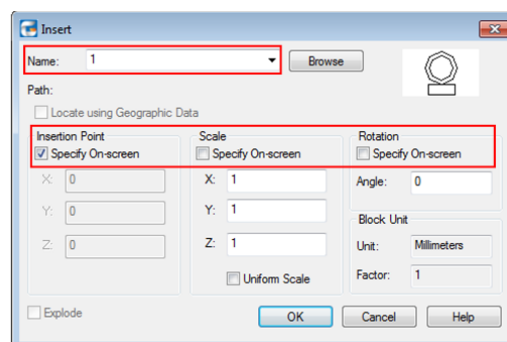 Insert
Name: 1 Browse
Path:
Locate using Geographic Data
Insertion Point Scale Rotation
Specify On-screen Specify On-screen Specify On-screen
X: 0 X: 1 Angle: 0
Y: 0 Y: 1 Block Unit
Z: 0 Z: 1 Unit: Millimeters
Uniform Scale Factor: 1
Explode OK Cancel Help